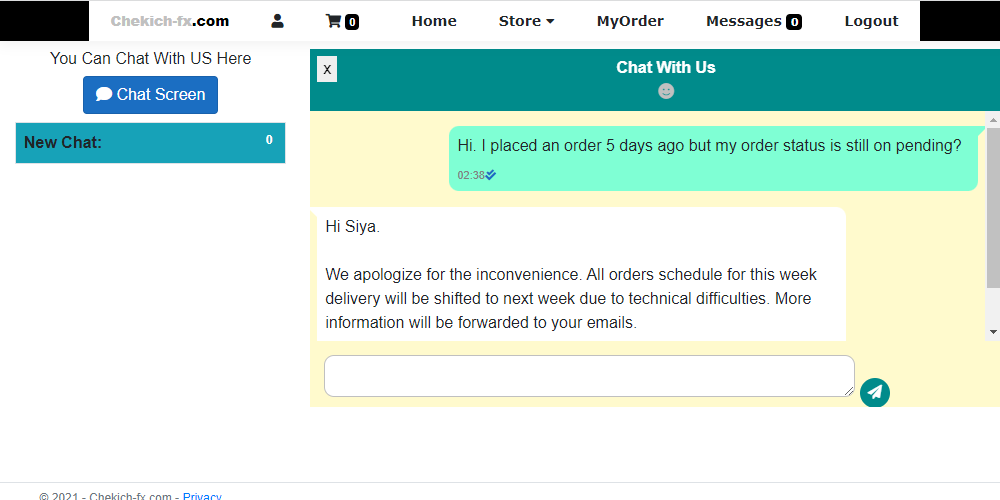 Chekich-fx.com 0 Home Store MyOrder Messages 0 Logout
You Can Chat With US Here
Chat Screen
New Chat: 0
x
Chat With Us
Hi. I placed an order 5 days ago but my order status is still on pending?
02:38
Hi Siya.
We apologize for the inconvenience. All orders schedule for this week
delivery will be shifted to next week due to technical difficulties. More
information will be forwarded to your emails.
© 2021 - Chekich-fx.com - Privacy